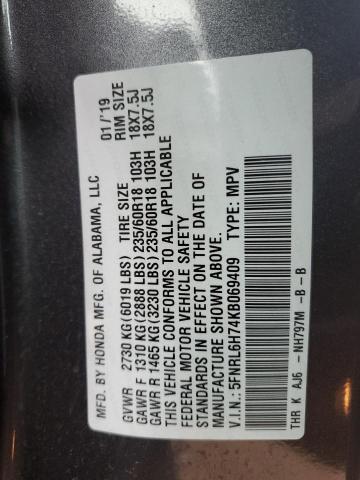 MFD. BY HONDA MFG. OF ALABAMA, LLC 01/'19
TIRE SIZE RIM SIZE
GVWR 2730 KG(6019 LBS)
GAWR F 1310 KG(2888 LBS) 235/60R18 103H 18X7.5J
GAWR R 1465 KG(3230 LBS) 235/60R18 103H 18X7.5J
THIS VEHICLE CONFORMS TO ALL APPLICABLE
FEDERAL MOTOR VEHICLE SAFETY
STANDARDS IN EFFECT ON THE DATE OF
MANUFACTURE SHOWN ABOVE.
V.I.N.: 5FNRL6H74KB069409 TYPE: MPV
THR K AJ6 -NH797M -B -B